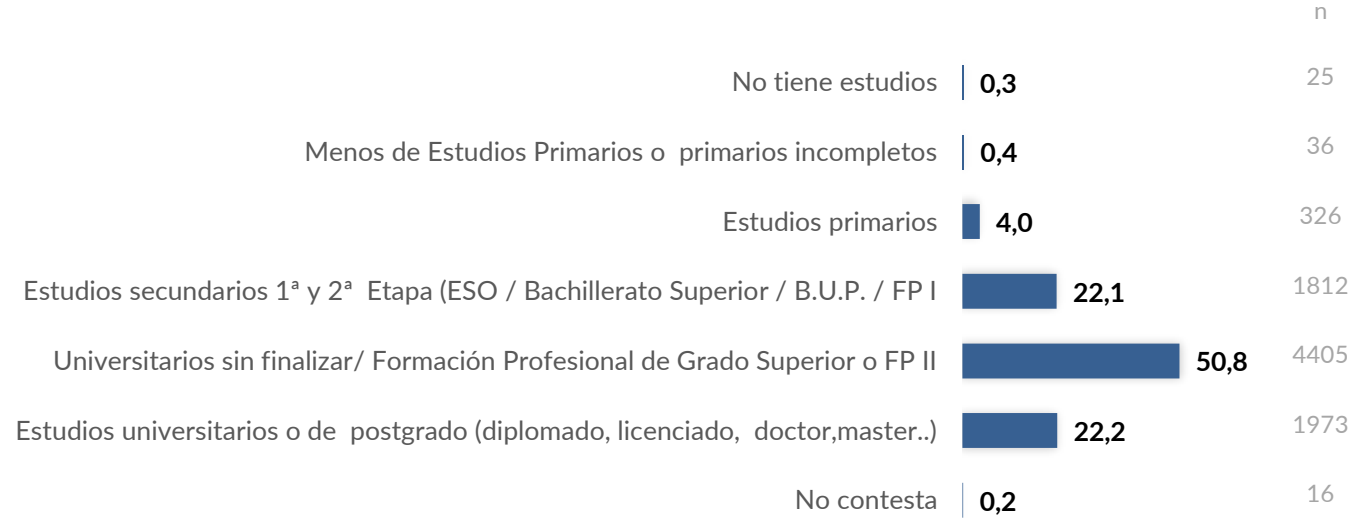 n
No tiene estudios 0,3 25
Menos de Estudios Primarios o primarios incompletos 0,4 36
Estudios primarios 4,0 326
Estudios secundarios 1ª y 2ª Etapa (ESO / Bachillerato Superior / B.U.P. / FP I 22,1 1812
Universitarios sin finalizar/ Formación Profesional de Grado Superior o FP II 50,8 4405
Estudios universitarios o de postgrado (diplomado, licenciado, doctor,master..) 22,2 1973
No contesta 0,2 16